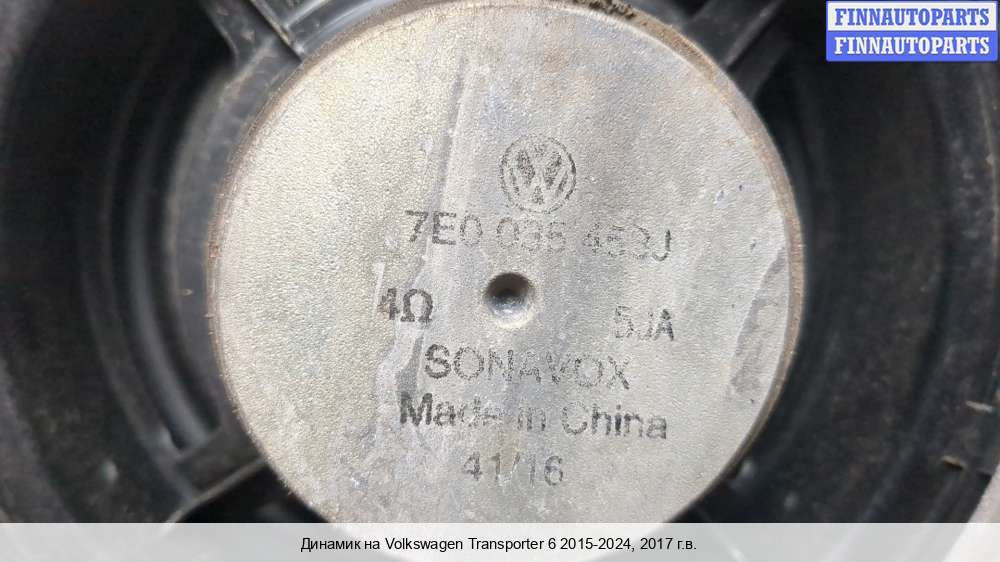 FINNAUTOPARTS
FINNAUTOPARTS
7E0 035 453J
4Ω
5JA
SONAVOX
Made in China
41/16
Динамик на Volkswagen Transporter 6 2015-2024, 2017 г.в.